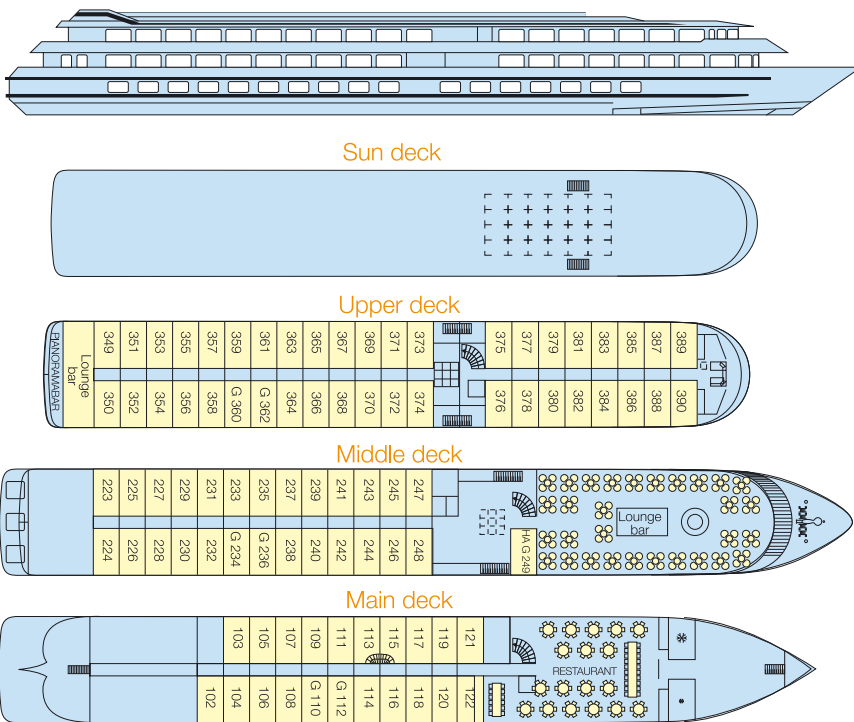 Sun deck
Upper deck
PANORAMABAR
Lounge
bar
349 351 353 355 357 359 361 363 365 367 369 371 373 375 377 379 381 383 385 387 389
350 354 356 358 G 360 G 362 364 366 368 370 372 374 376 378 380 382 384 386 388 390
Middle deck
223 225 227 229 231 233 235 237 239 241 243 245 247
Lounge
bar
224 226 228 230 232 G 234 G 236 238 240 242 244 246 248 HA G 249
Main deck
103 105 107 109 111 113 115 117 119 121
RESTAURANT
102 104 106 108 G 110 G 112 114 116 118 120 122